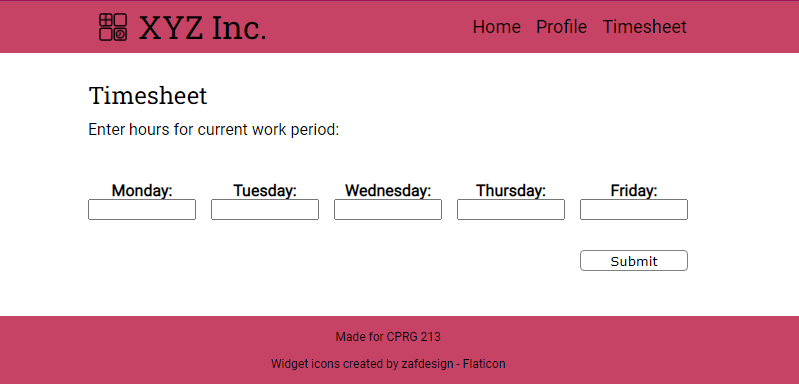 XYZ Inc.
Home Profile Timesheet
Timesheet
Enter hours for current work period:
Monday: Tuesday: Wednesday: Thursday: Friday:
Submit
Made for CPRG 213
Widget icons created by zafdesign - Flaticon